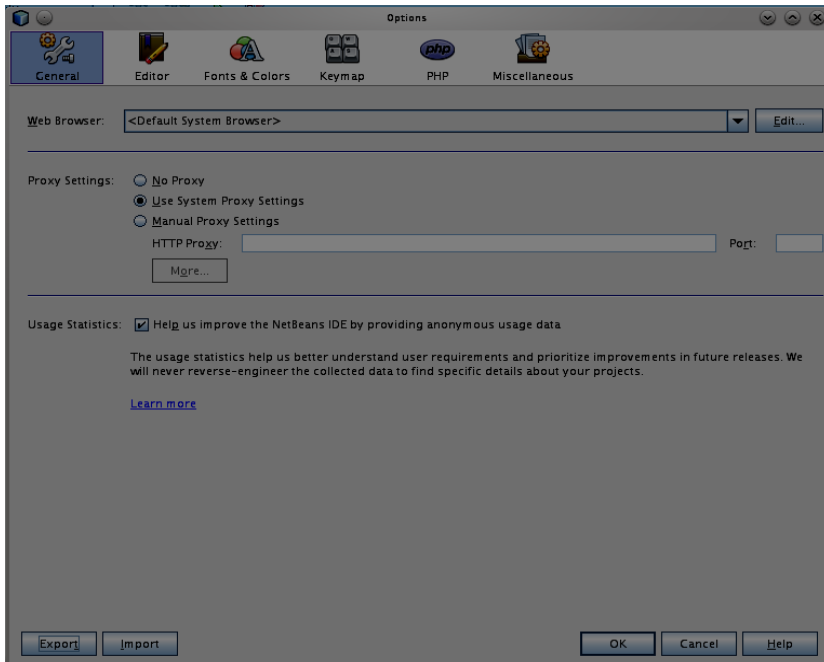 Options
General
Editor
Fonts & Colors
Keymap
php
PHP
Miscellaneous
Web Browser:
<Default System Browser>
Edit...
Proxy Settings:
No Proxy
Use System Proxy Settings
Manual Proxy Settings
HTTP Proxy:
Port:
More...
Usage Statistics:
Help us improve the NetBeans IDE by providing anonymous usage data
The usage statistics help us better understand user requirements and prioritize improvements in future releases. We
will never reverse-engineer the collected data to find specific details about your projects.
Learn more
Export
Import
OK
Cancel
Help